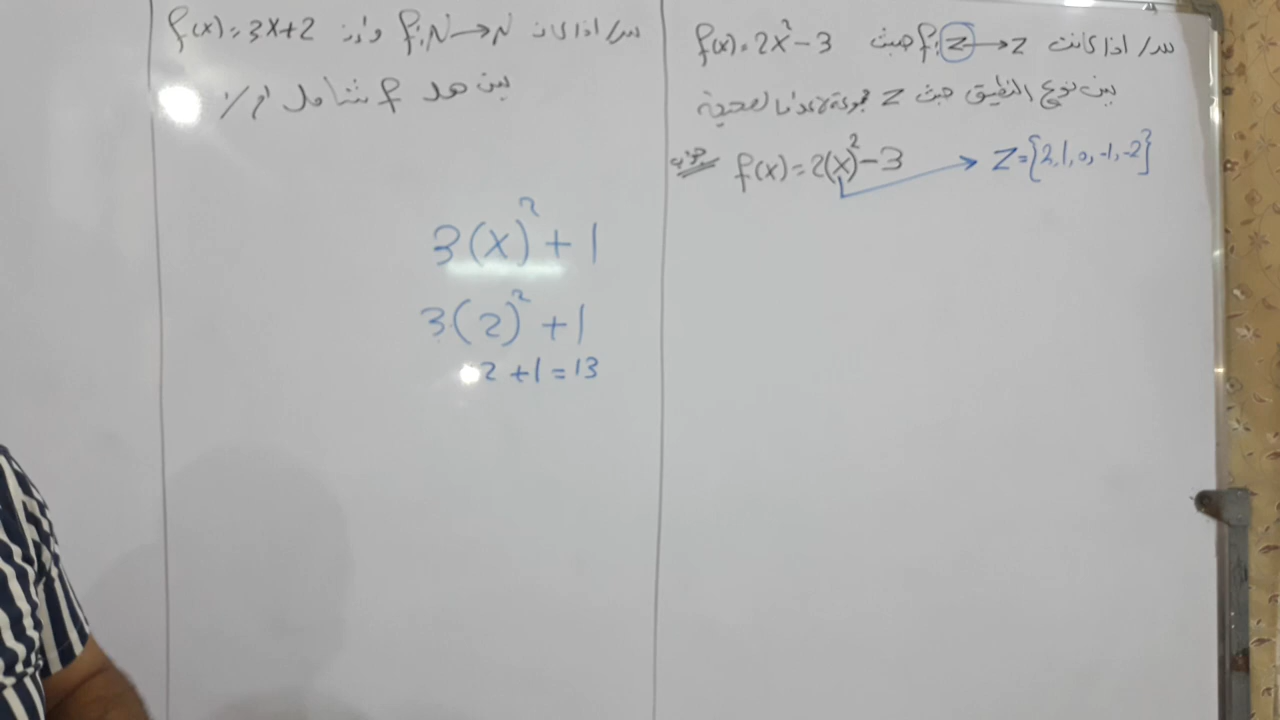 س/ اذا كانت f: Z → Z حيث f(x) = 2x² - 3
بين نوع التطبيق حيث Z مجموعة الاعداد الصحيحة
f(x) = 2(x)² - 3 → Z = {2, 1, 0, -1, -2}
س/ اذا كانت f: N → N وان f(x) = 3x + 2
بين هل f شامل ام لا
3(x)² + 1
3(2)² + 1
2 + 1 = 13